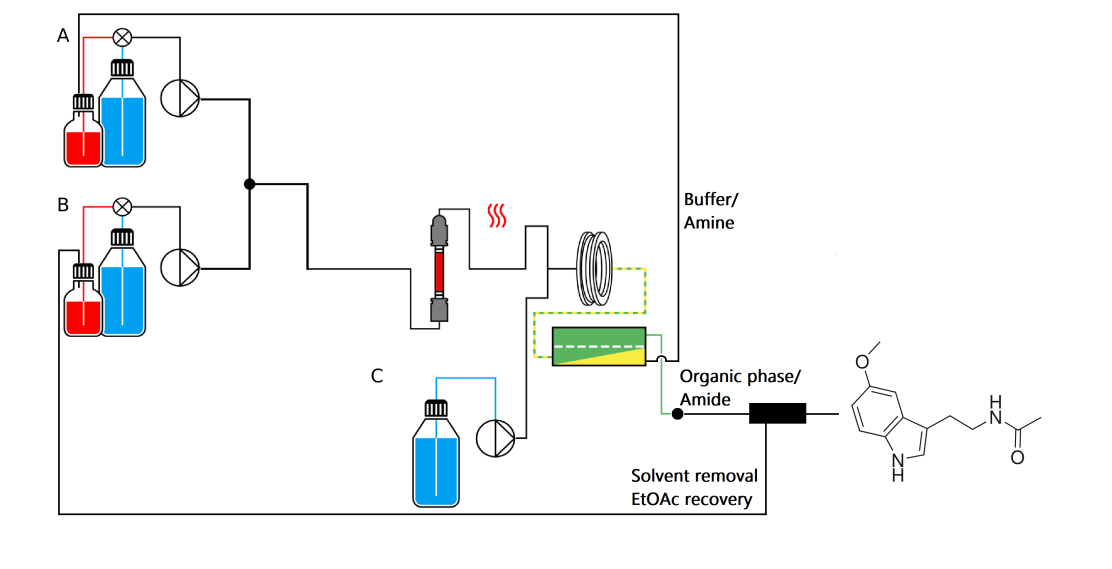 A
B
Buffer/
Amine
C
Organic phase/
Amide
Solvent removal
EtOAc recovery
O
H
N
O
N
H